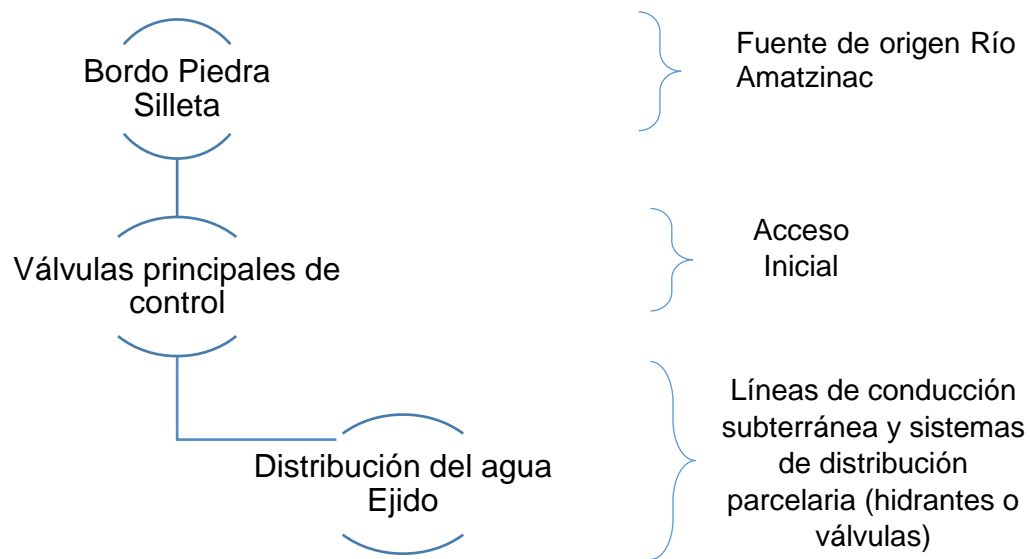 Bordo Piedra
Silleta
Fuente de origen Río
Amatzinac
Válvulas principales de
control
Acceso
Inicial
Distribución del agua
Ejido
Líneas de conducción
subterránea y sistemas
de distribución
parcelaria (hidrantes o
válvulas)